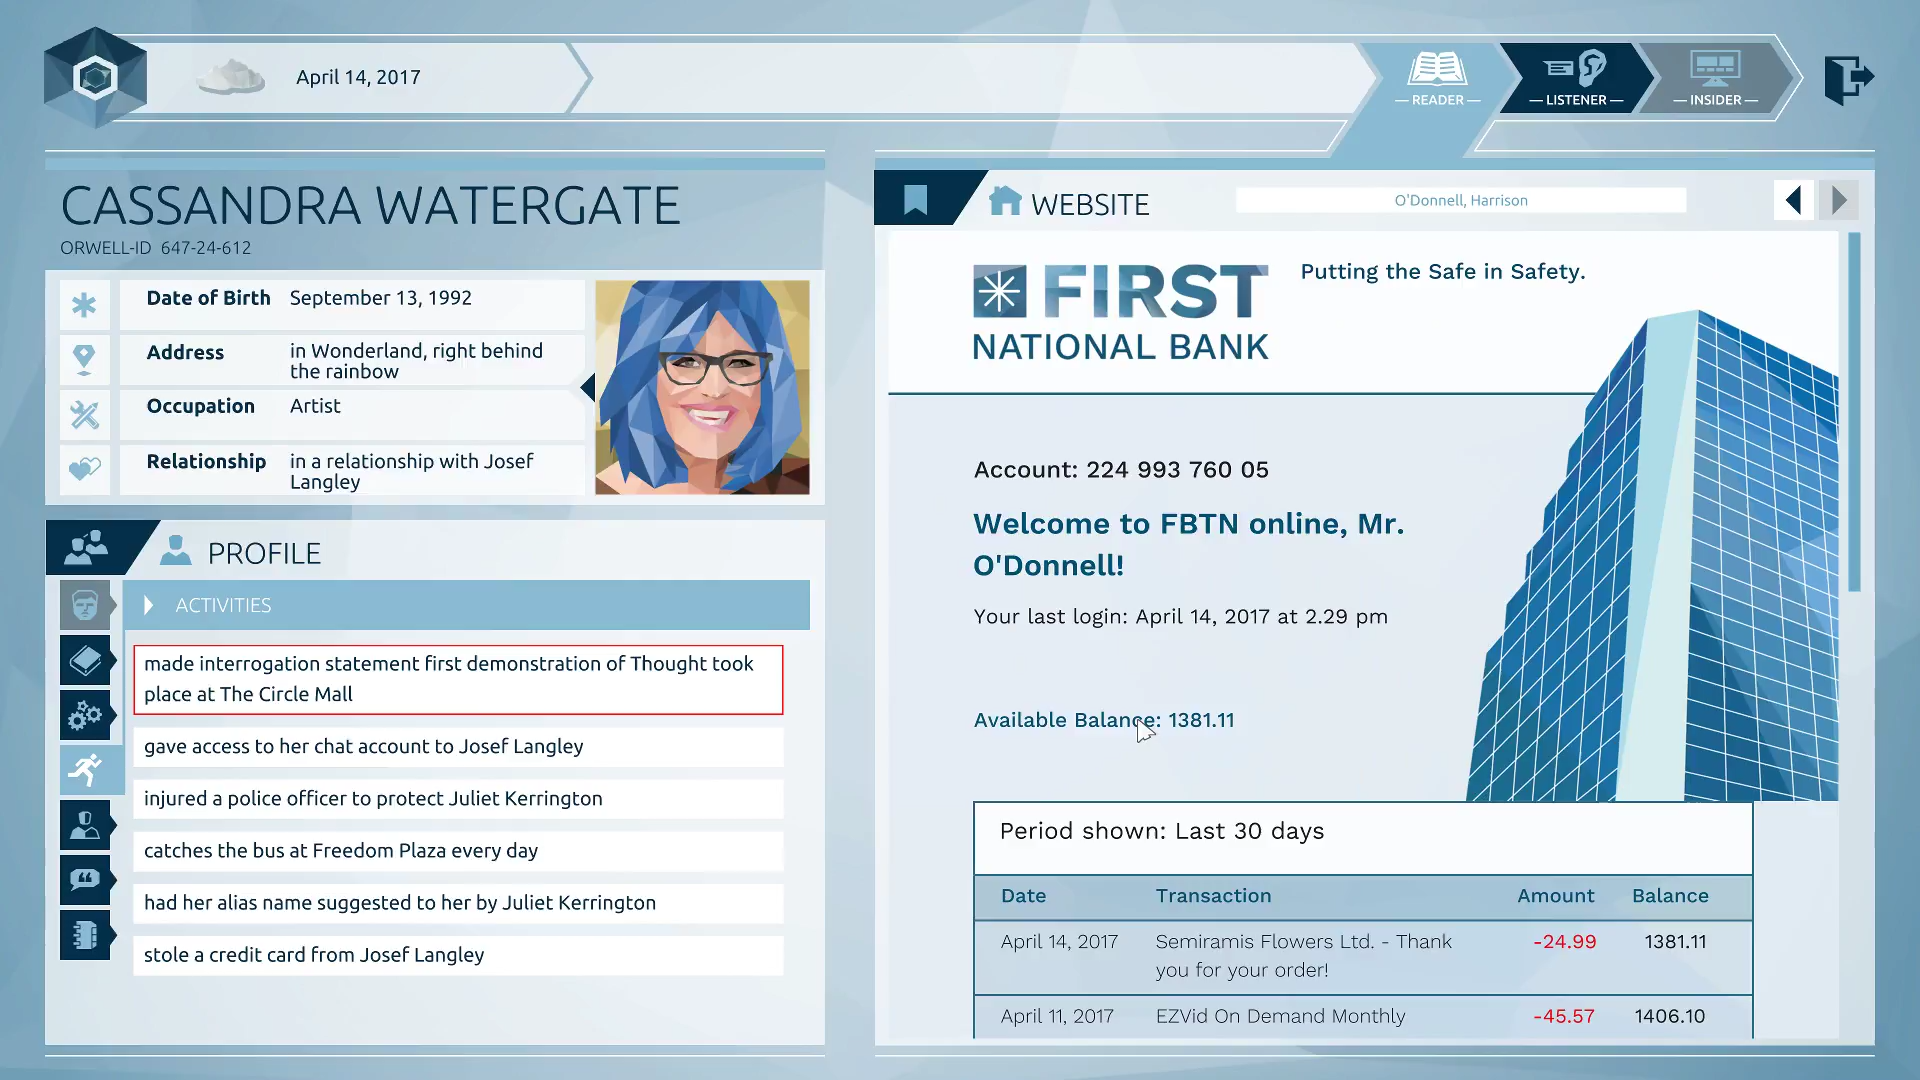 April 14, 2017
READER
LISTENER
INSIDER
CASSANDRA WATERGATE
ORWELL-ID 647-24-612
Date of Birth September 13, 1992
Address in Wonderland, right behind
the rainbow
Occupation Artist
Relationship in a relationship with Josef
Langley
PROFILE
ACTIVITIES
made interrogation statement first demonstration of Thought took
place at The Circle Mall
gave access to her chat account to Josef Langley
injured a police officer to protect Juliet Kerrington
catches the bus at Freedom Plaza every day
had her alias name suggested to her by Juliet Kerrington
stole a credit card from Josef Langley
WEBSITE
O'Donnell, Harrison
FIRST
NATIONAL BANK
Putting the Safe in Safety.
Account: 224 993 760 05
Welcome to FBTN online, Mr.
O'Donnell!
Your last login: April 14, 2017 at 2.29 pm
Available Balance: 1381.11
Period shown: Last 30 days
Date Transaction Amount Balance
April 14, 2017 Semiramis Flowers Ltd. - Thank -24.99 1381.11
you for your order!
April 11, 2017 EZVid On Demand Monthly -45.57 1406.10